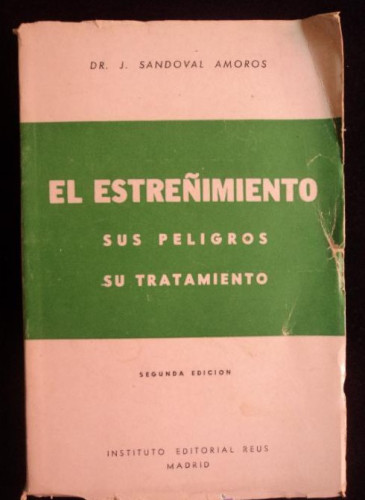 DR. J. SANDOVAL AMOROS
EL ESTREÑIMIENTO
SUS PELIGROS
SU TRATAMIENTO
SEGUNDA EDICION
INSTITUTO EDITORIAL REUS
MADRID